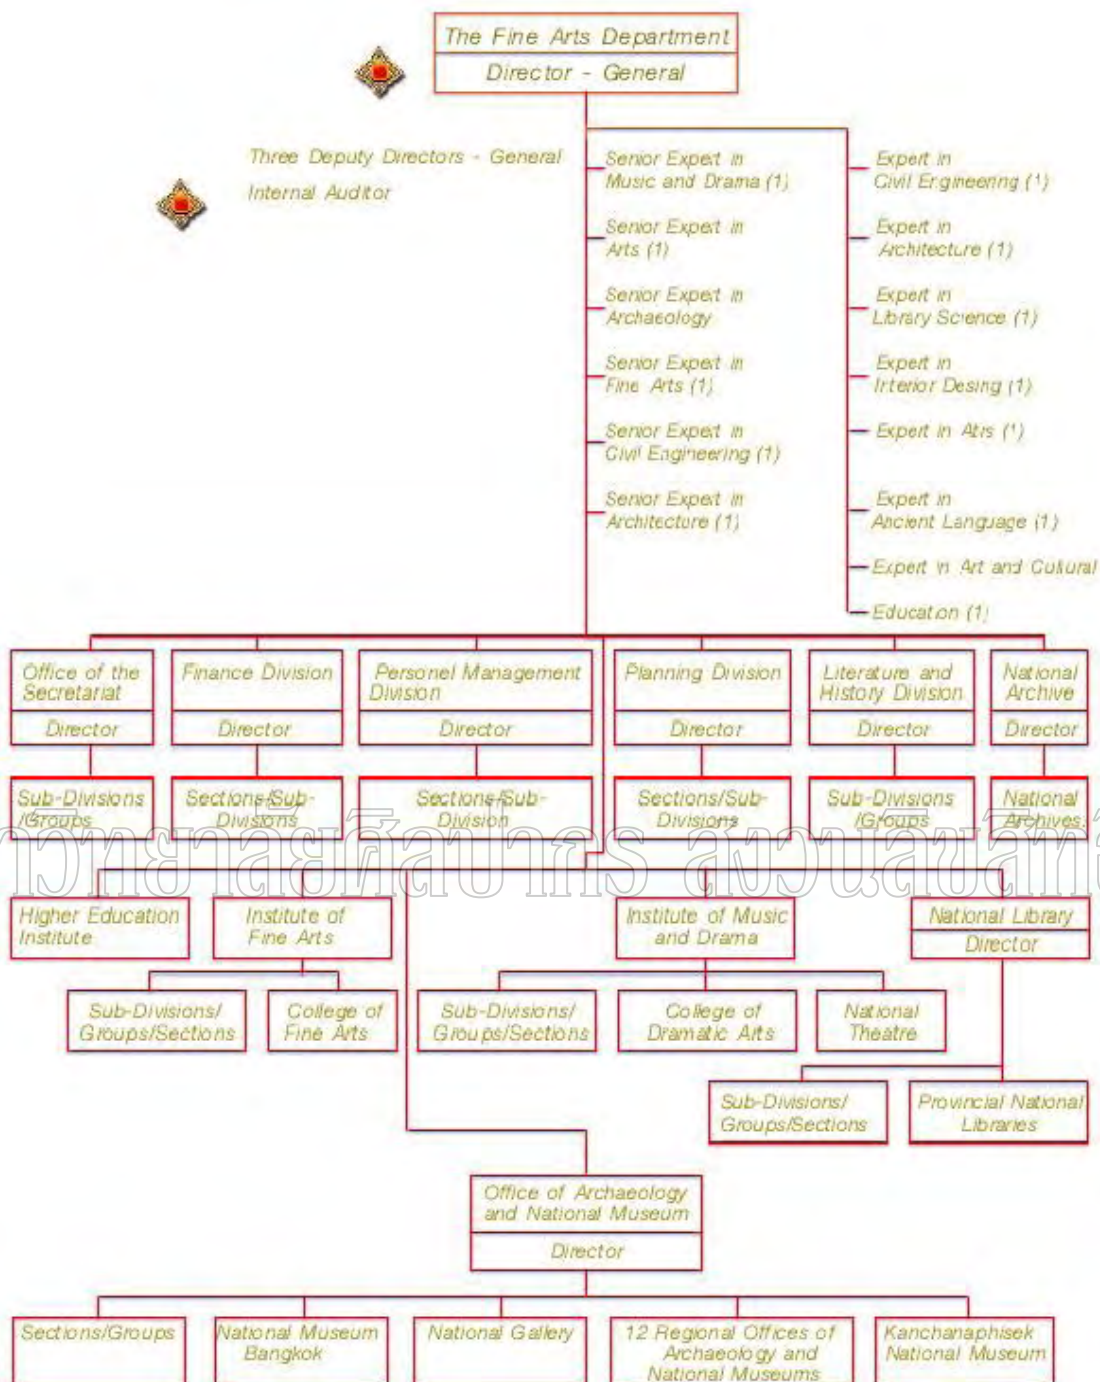 The Fine Arts Department
Director - General
Three Deputy Directors - General
Internal Auditor
Senior Expert in
Music and Drama (1)
Senior Expert in
Arts (1)
Senior Expert in
Archaeology
Senior Expert in
Fine Arts (1)
Senior Expert in
Civil Engineering (1)
Senior Expert in
Architecture (1)
Expert in
Civil Engineering (1)
Expert in
Architecture (1)
Expert in
Library Science (1)
Expert in
Interior Desing (1)
Expert in Atrs (1)
Expert in
Ancient Language (1)
Expert in Art and Cultural
Education (1)
Office of the
Secretariat
Director
Sub-Divisions
/Groups
Finance Division
Director
Sections/Sub-
Divisions
Personel Management
Division
Director
Sections/Sub-
Division
Planning Division
Director
Sections/Sub-
Divisions
Literature and
History Division
Director
Sub-Divisions
/Groups
National
Archive
Director
National
Archives.
Higher Education
Institute
Institute of
Fine Arts
Sub-Divisions/
Groups/Sections
College of
Fine Arts
Institute of Music
and Drama
Sub-Divisions/
Groups/Sections
College of
Dramatic Arts
National
Theatre
National Library
Director
Sub-Divisions/
Groups/Sections
Provincial National
Libraries
Office of Archaeology
and National Museum
Director
Sections/Groups
National Museum
Bangkok
National Gallery
12 Regional Offices of
Archaeology and
National Museums
Kanchanaphisek
National Museum